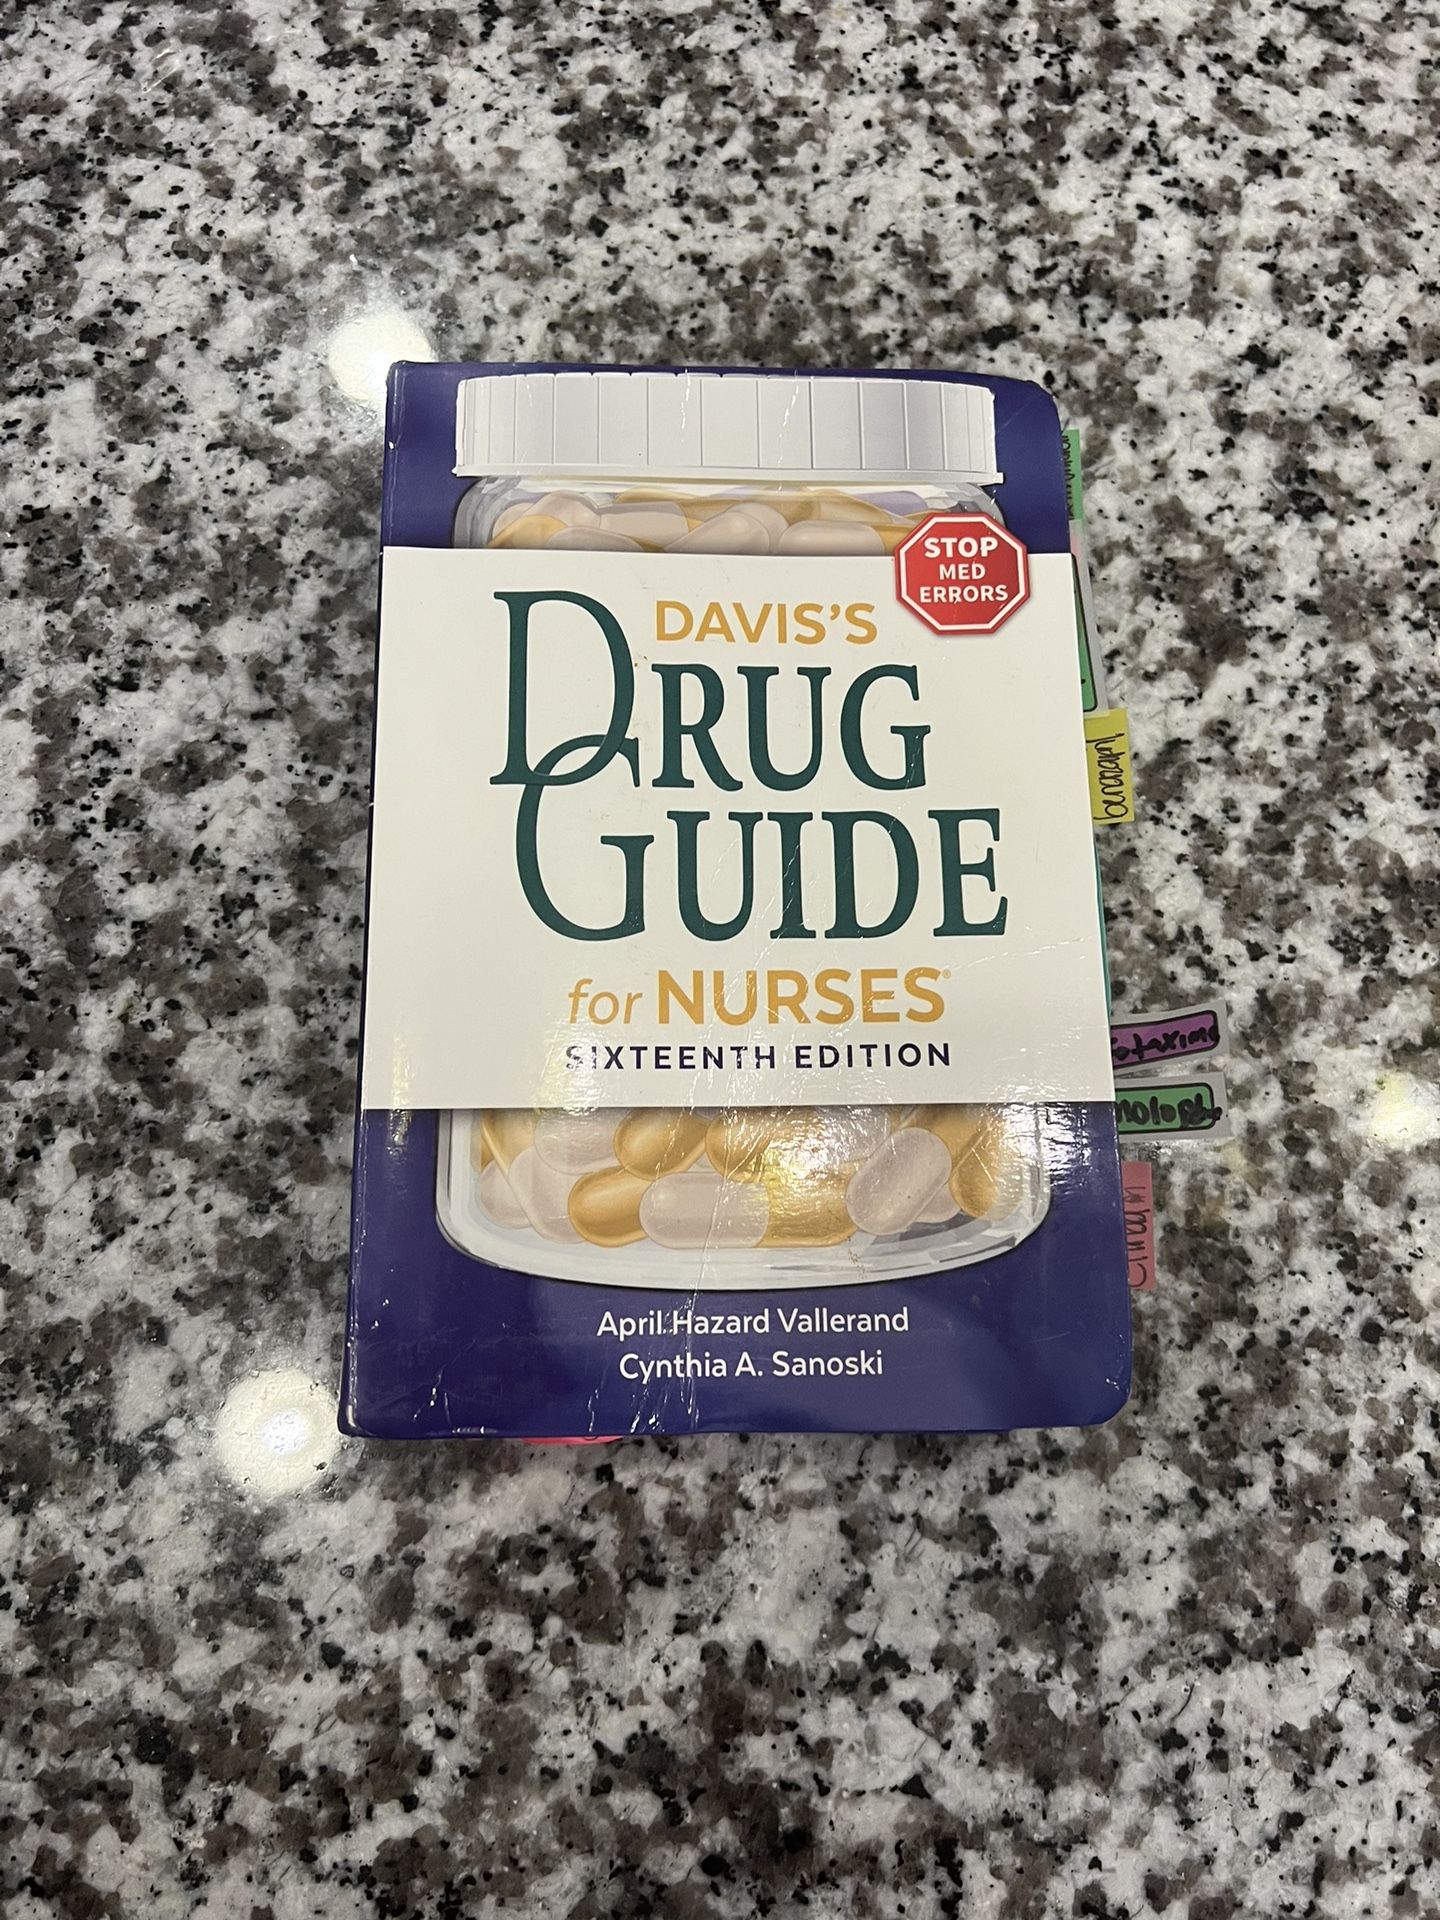 STOP
MED
ERRORS
DAVIS'S
DRUG
GUIDE
for NURSES®
SIXTEENTH EDITION
April Hazard Vallerand
Cynthia A. Sanoski